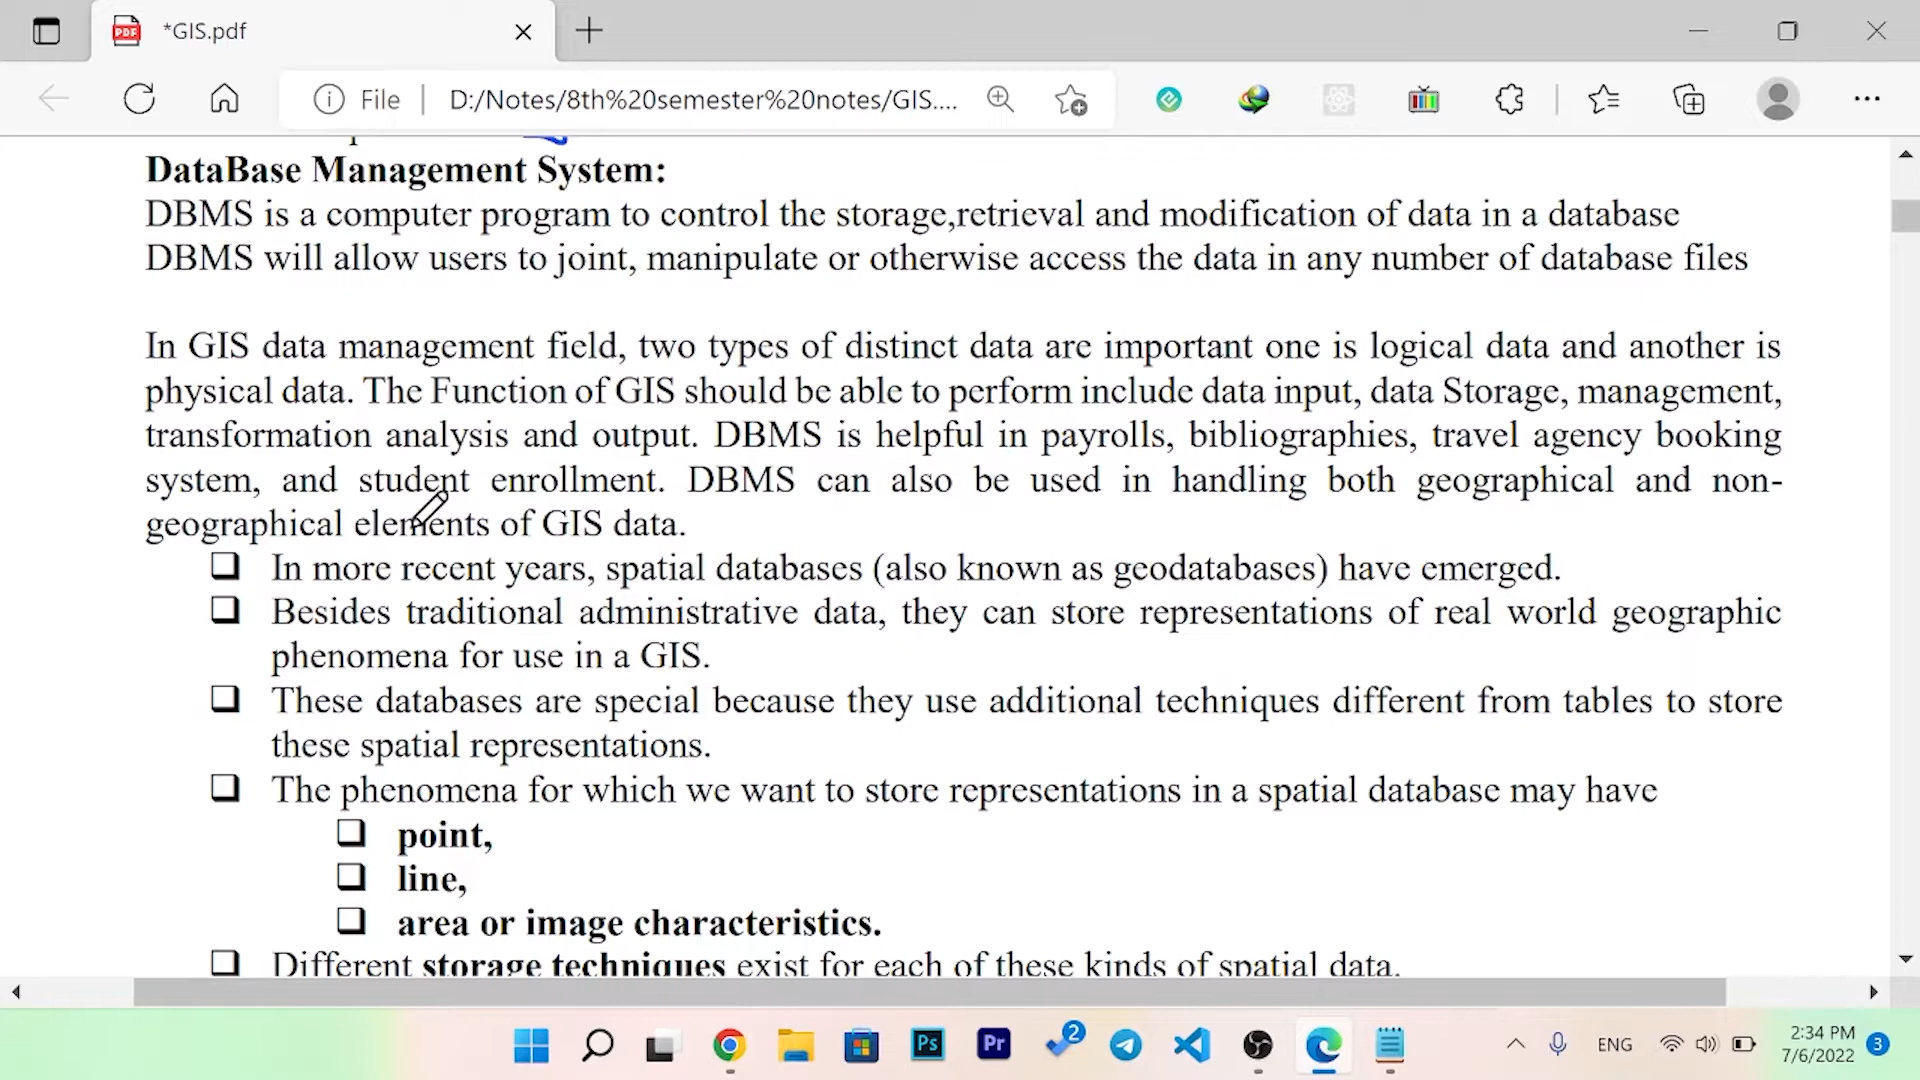 *GIS.pdf
File
D:/Notes/8th%20semester%20notes/GIS....
DataBase Management System:
DBMS is a computer program to control the storage,retrieval and modification of data in a database
DBMS will allow users to joint, manipulate or otherwise access the data in any number of database files
In GIS data management field, two types of distinct data are important one is logical data and another is
physical data. The Function of GIS should be able to perform include data input, data Storage, management,
transformation analysis and output. DBMS is helpful in payrolls, bibliographies, travel agency booking
system, and student enrollment. DBMS can also be used in handling both geographical and non-
geographical elements of GIS data.
In more recent years, spatial databases (also known as geodatabases) have emerged.
Besides traditional administrative data, they can store representations of real world geographic
phenomena for use in a GIS.
These databases are special because they use additional techniques different from tables to store
these spatial representations.
The phenomena for which we want to store representations in a spatial database may have
point,
line,
area or image characteristics.
Different storage techniques exist for each of these kinds of spatial data.
Ps
Pr
2
ENG
2:34 PM
7/6/2022
3